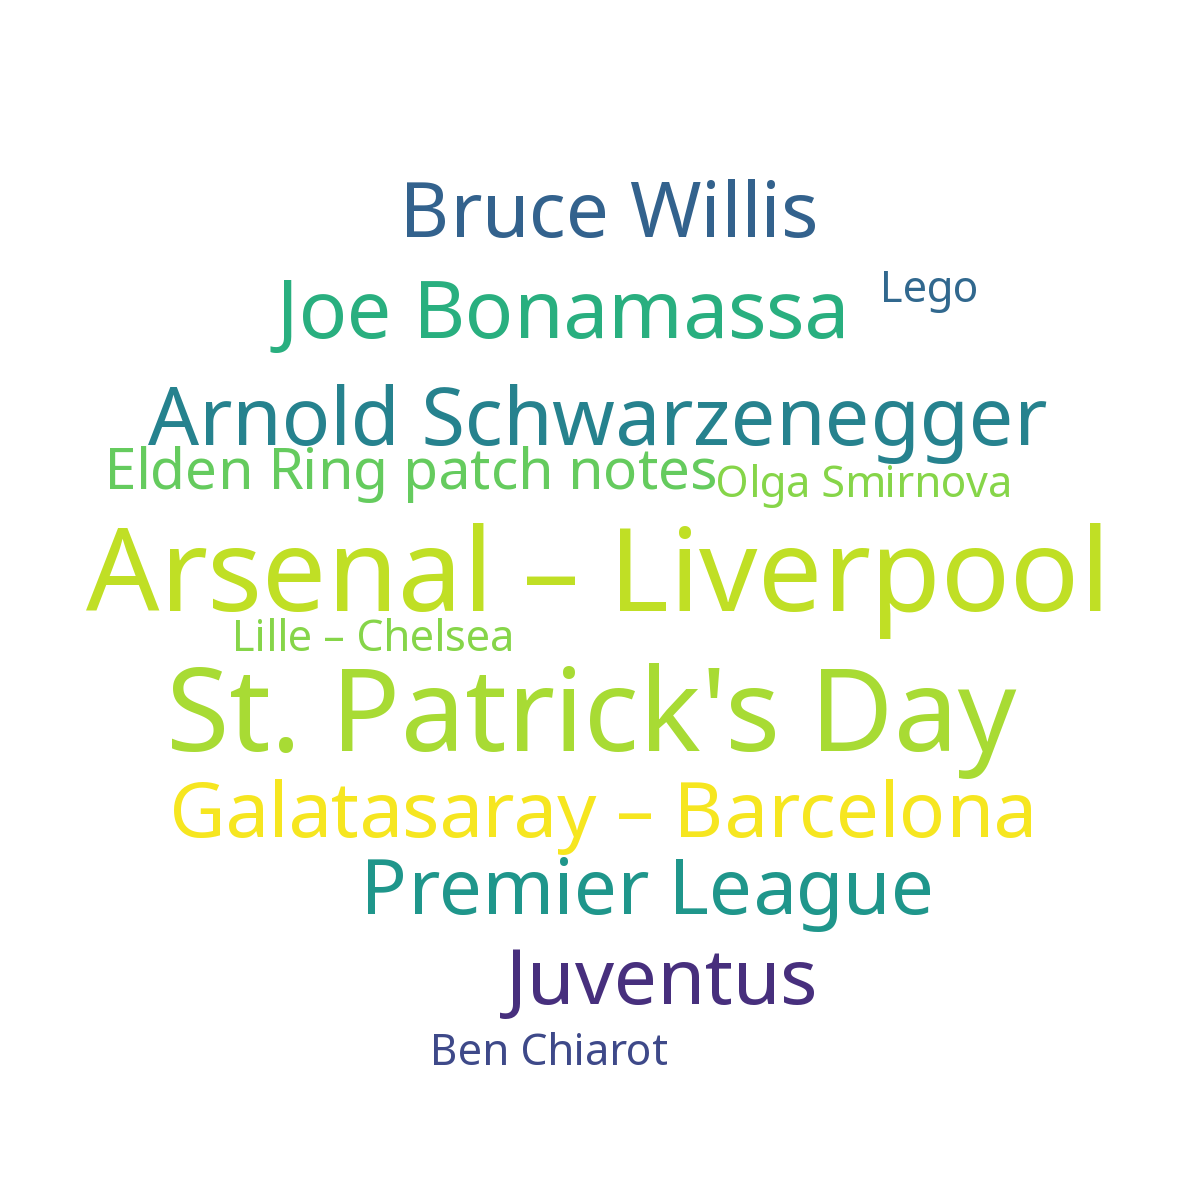 Bruce Willis
Lego
Joe Bonamassa
Arnold Schwarzenegger
Elden Ring patch notes
Olga Smirnova
Arsenal – Liverpool
Lille – Chelsea
St. Patrick's Day
Galatasaray – Barcelona
Premier League
Juventus
Ben Chiarot